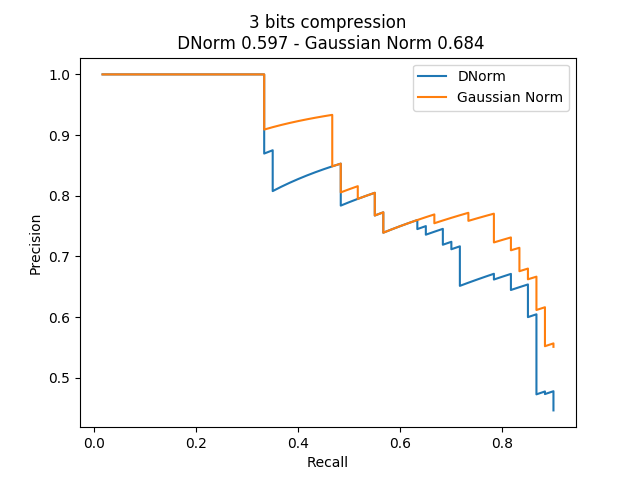 3 bits compression
DNorm 0.597 - Gaussian Norm 0.684
DNorm
Gaussian Norm
1.0
0.9
0.8
0.7
0.6
0.5
Precision
0.0
0.2
0.4
0.6
0.8
Recall